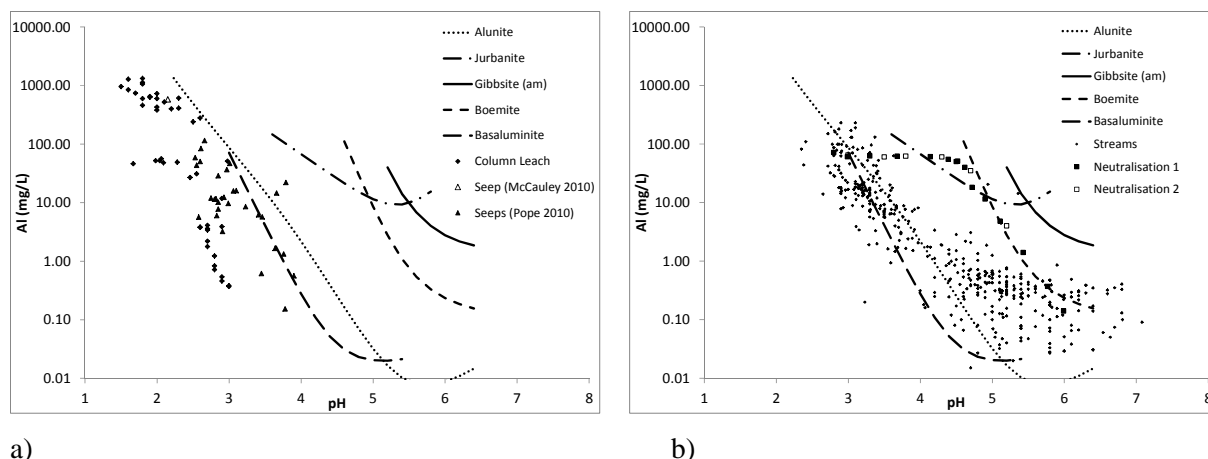 10000.00
1000.00
100.00
10.00
1.00
0.10
0.01
Al (mg/L)
1 2 3 4 5 6 7 8
pH
Alunite
Jurbanite
Gibbsite (am)
Boemite
Basaluminite
Column Leach
Seep (McCauley 2010)
Seeps (Pope 2010)
a)
10000.00
1000.00
100.00
10.00
1.00
0.10
0.01
Al (mg/L)
1 2 3 4 5 6 7 8
pH
Alunite
Jurbanite
Gibbsite (am)
Boemite
Basaluminite
Streams
Neutralisation 1
Neutralisation 2
b)